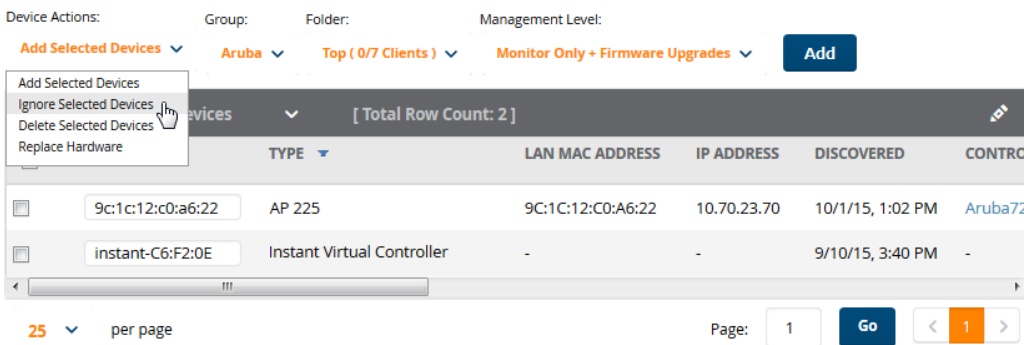 Device Actions: Group: Folder: Management Level:
Add Selected Devices Aruba Top ( 0/7 Clients ) Monitor Only + Firmware Upgrades Add
Add Selected Devices
Ignore Selected Devices
evices [ Total Row Count: 2 ]
Delete Selected Devices
Replace Hardware
TYPE LAN MAC ADDRESS IP ADDRESS DISCOVERED CONTRO
9c:1c:12:c0:a6:22 AP 225 9C:1C:12:C0:A6:22 10.70.23.70 10/1/15, 1:02 PM Aruba72
instant-C6:F2:0E Instant Virtual Controller - - 9/10/15, 3:40 PM -
25 per page Page: 1 Go < 1 >